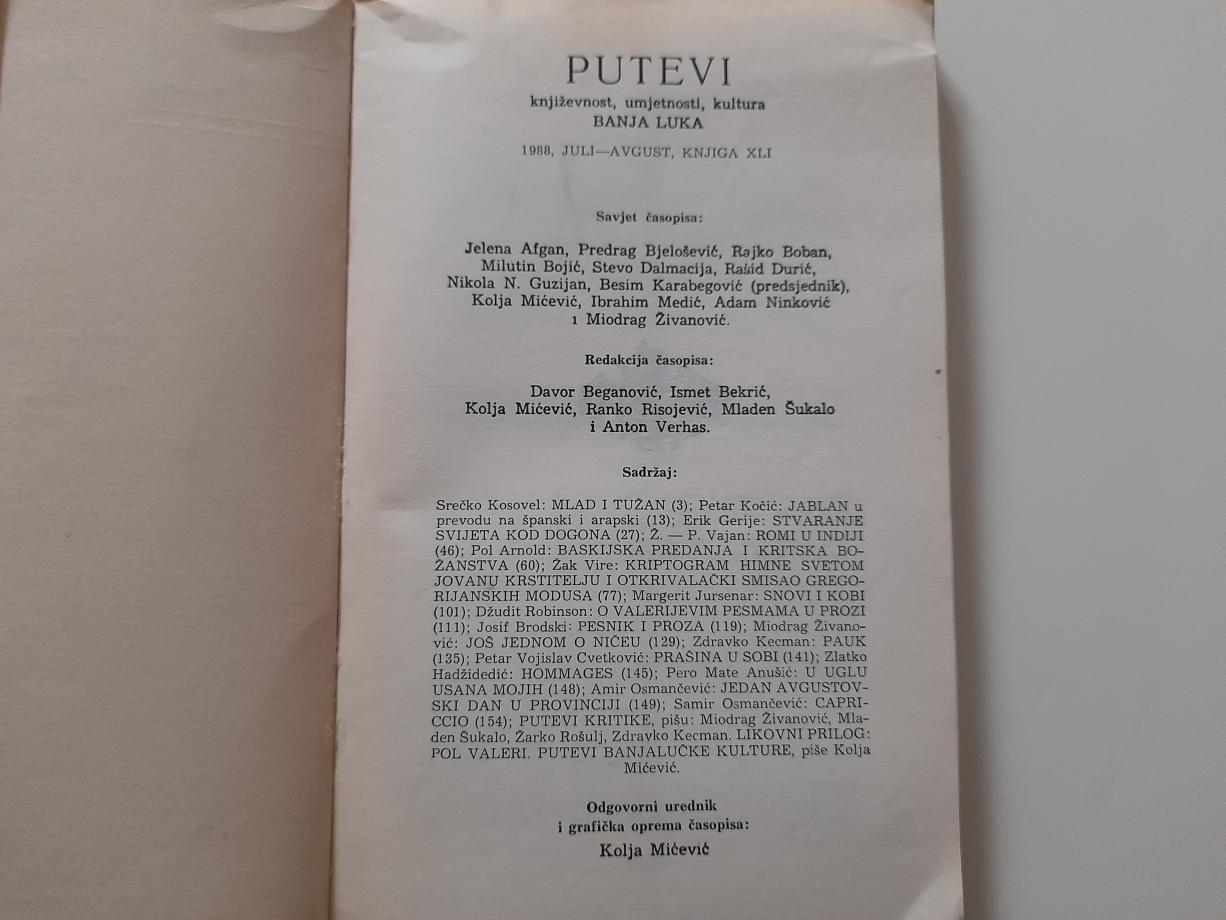 PUTEVI
književnost, umjetnosti, kultura
BANJA LUKA
1988, JULI—AVGUST, KNJIGA XLI
Savjet časopisa:
Jelena Afgan, Predrag Bjelošević, Rajko Boban,
Milutin Bojić, Stevo Dalmacija, Rašid Durić,
Nikola N. Guzijan, Besim Karabegović (predsjednik),
Kolja Mićević, Ibrahim Medić, Adam Ninković
i Miodrag Živanović.
Redakcija časopisa:
Davor Beganović, Ismet Bekrić,
Kolja Mićević, Ranko Risojević, Mladen Šukalo
i Anton Verhas.
Sadržaj:
Srečko Kosovel: MLAD I TUŽAN (3); Petar Kočić: JABLAN u
prevodu na španski i arapski (13); Erik Gerije: STVARANJE
SVIJETA KOD DOGONA (27); Ž. — P. Vajan: ROMI U INDIJI
(46); Pol Arnold: BASKIJSKA PREDANJA I KRITSKA BO-
ŽANSTVA (60); Žak Vire: KRIPTOGRAM HIMNE SVETOM
JOVANU KRSTITELJU I OTKRIVALAČKI SMISAO GREGO-
RIJANSKIH MODUSA (77); Margerit Jursenar: SNOVI I KOBI
(101); Džudit Robinson: O VALERIJEVIM PESMAMA U PROZI
(111); Josif Brodski: PESNIK I PROZA (119); Miodrag Živano-
vić: JOŠ JEDNOM O NIČEU (129); Zdravko Kecman: PAUK
(135); Petar Vojislav Cvetković: PRAŠINA U SOBI (141); Zlatko
Hadžidedić: HOMMAGES (145); Pero Mate Anušić: U UGLU
USANA MOJIH (148); Amir Osmančević: JEDAN AVGUSTOV-
SKI DAN U PROVINCIJI (149); Samir Osmančević: CAPRI-
CCIO (154); PUTEVI KRITIKE, pišu: Miodrag Živanović, Mla-
den Šukalo, Žarko Rošulj, Zdravko Kecman. LIKOVNI PRILOG:
POL VALERI. PUTEVI BANJALUČKE KULTURE, piše Kolja
Mićević.
Odgovorni urednik
i grafička oprema časopisa:
Kolja Mićević